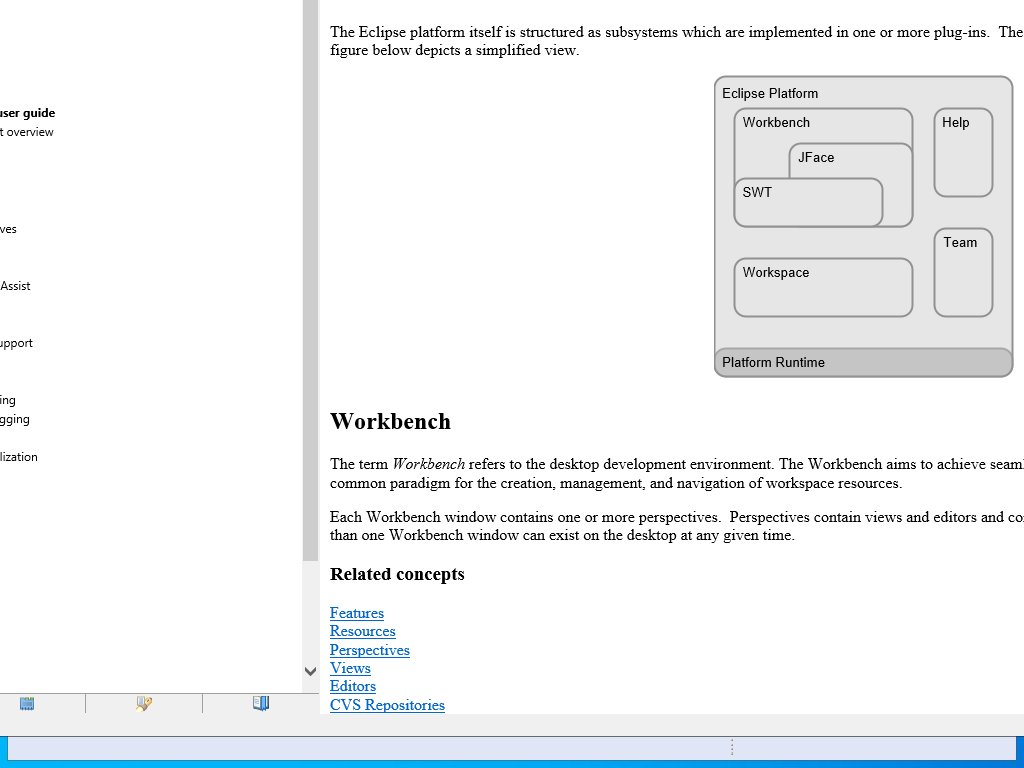 user guide
t overview
ves
Assist
upport
ing
gging
lization
The Eclipse platform itself is structured as subsystems which are implemented in one or more plug-ins.  The
figure below depicts a simplified view.
Eclipse Platform
Workbench
Help
JFace
SWT
Team
Workspace
Platform Runtime
Workbench
The term Workbench refers to the desktop development environment. The Workbench aims to achieve seaml
common paradigm for the creation, management, and navigation of workspace resources.
Each Workbench window contains one or more perspectives.  Perspectives contain views and editors and co
than one Workbench window can exist on the desktop at any given time.
Related concepts
Features
Resources
Perspectives
Views
Editors
CVS Repositories